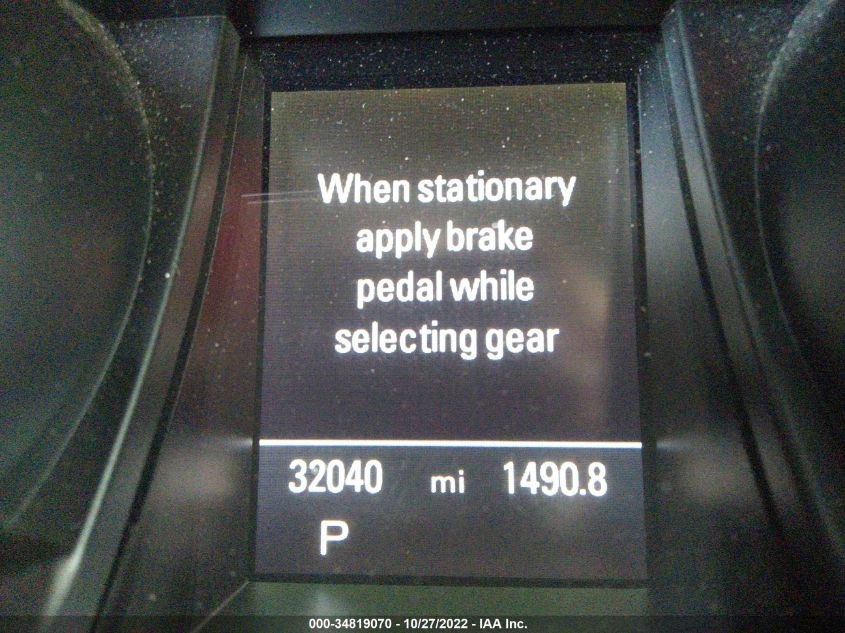 When stationary
apply brake
pedal while
selecting gear
32040 mi 1490.8
P
000-34819070 - 10/27/2022 - IAA Inc.